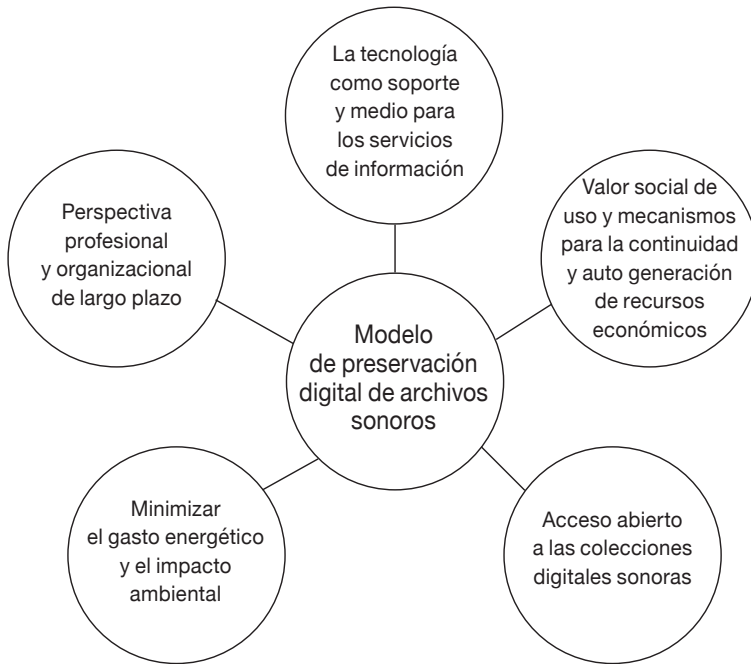 La tecnología
como soporte
y medio para
los servicios
de información
Valor social de
uso y mecanismos
para la continuidad
y auto generación
de recursos
económicos
Perspectiva
profesional
y organizacional
de largo plazo
Modelo
de preservación
digital de archivos
sonoros
Minimizar
el gasto energético
y el impacto
ambiental
Acceso abierto
a las colecciones
digitales sonoras